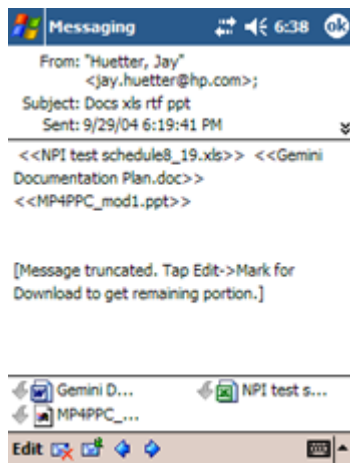 Messaging 6:38 ok
From: "Huetter, Jay"
<jay.huetter@hp.com>;
Subject: Docs xls rtf ppt
Sent: 9/29/04 6:19:41 PM
<<NPI test schedule8_19.xls>> <<Gemini
Documentation Plan.doc>>
<<MP4PPC_mod1.ppt>>
[Message truncated. Tap Edit->Mark for
Download to get remaining portion.]
Gemini D... NPI test s...
MP4PPC_...
Edit